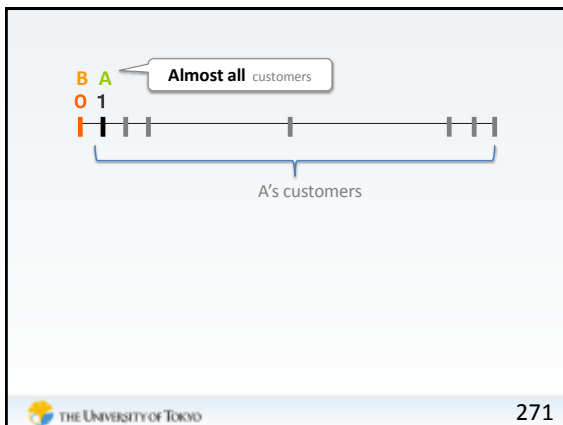 Almost all customers
B A
0 1
A's customers
THE UNIVERSITY OF TOKYO
271